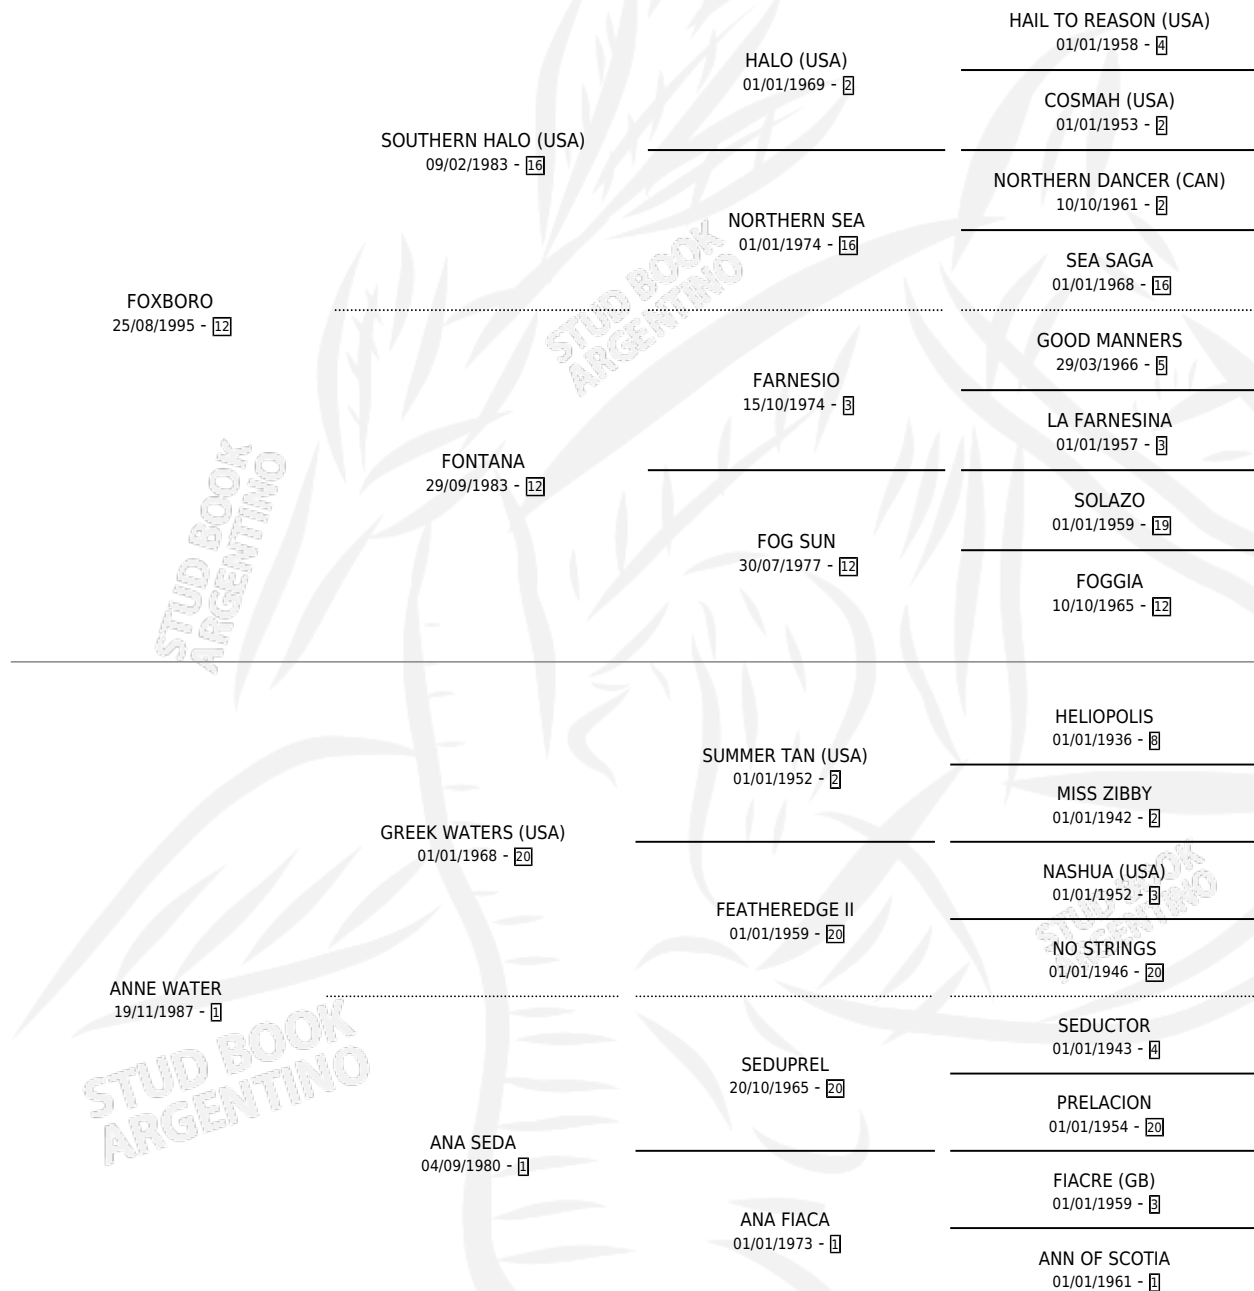 HAIL TO REASON (USA)
01/01/1958 - 4
HALO (USA)
01/01/1969 - 2
COSMAH (USA)
01/01/1953 - 2
SOUTHERN HALO (USA)
09/02/1983 - 16
NORTHERN DANCER (CAN)
10/10/1961 - 2
NORTHERN SEA
01/01/1974 - 16
SEA SAGA
01/01/1968 - 16
FOXBORO
25/08/1995 - 12
GOOD MANNERS
29/03/1966 - 5
FARNESIO
15/10/1974 - 3
LA FARNESINA
01/01/1957 - 3
FONTANA
29/09/1983 - 12
SOLAZO
01/01/1959 - 19
FOG SUN
30/07/1977 - 12
FOGGIA
10/10/1965 - 12
HELIOPOLIS
01/01/1936 - 8
SUMMER TAN (USA)
01/01/1952 - 2
MISS ZIBBY
01/01/1942 - 2
GREEK WATERS (USA)
01/01/1968 - 20
NASHUA (USA)
01/01/1952 - 3
FEATHEREDGE II
01/01/1959 - 20
NO STRINGS
01/01/1946 - 20
ANNE WATER
19/11/1987 - 1
SEDUCTOR
01/01/1943 - 4
SEDUPREL
20/10/1965 - 20
PRELACION
01/01/1954 - 20
ANA SEDA
04/09/1980 - 1
FIACRE (GB)
01/01/1959 - 3
ANA FIACA
01/01/1973 - 1
ANN OF SCOTIA
01/01/1961 - 1
STUD BOOK
ARGENTINO
STUD BOOK
ARGENTINO
STUD BOOK
ARGENTINO
STUD BOOK
ARGENTINO